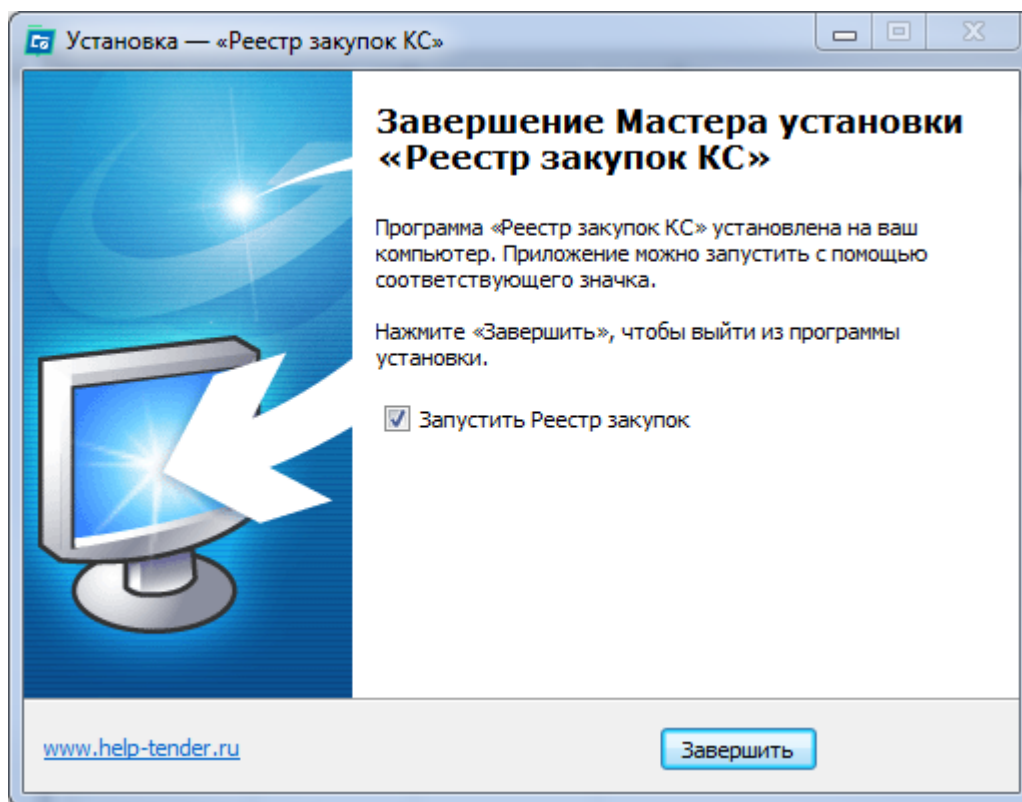 Установка — «Реестр закупок КС»
Завершение Мастера установки
«Реестр закупок КС»
Программа «Реестр закупок КС» установлена на ваш
компьютер. Приложение можно запустить с помощью
соответствующего значка.
Нажмите «Завершить», чтобы выйти из программы
установки.
Запустить Реестр закупок
www.help-tender.ru
Завершить